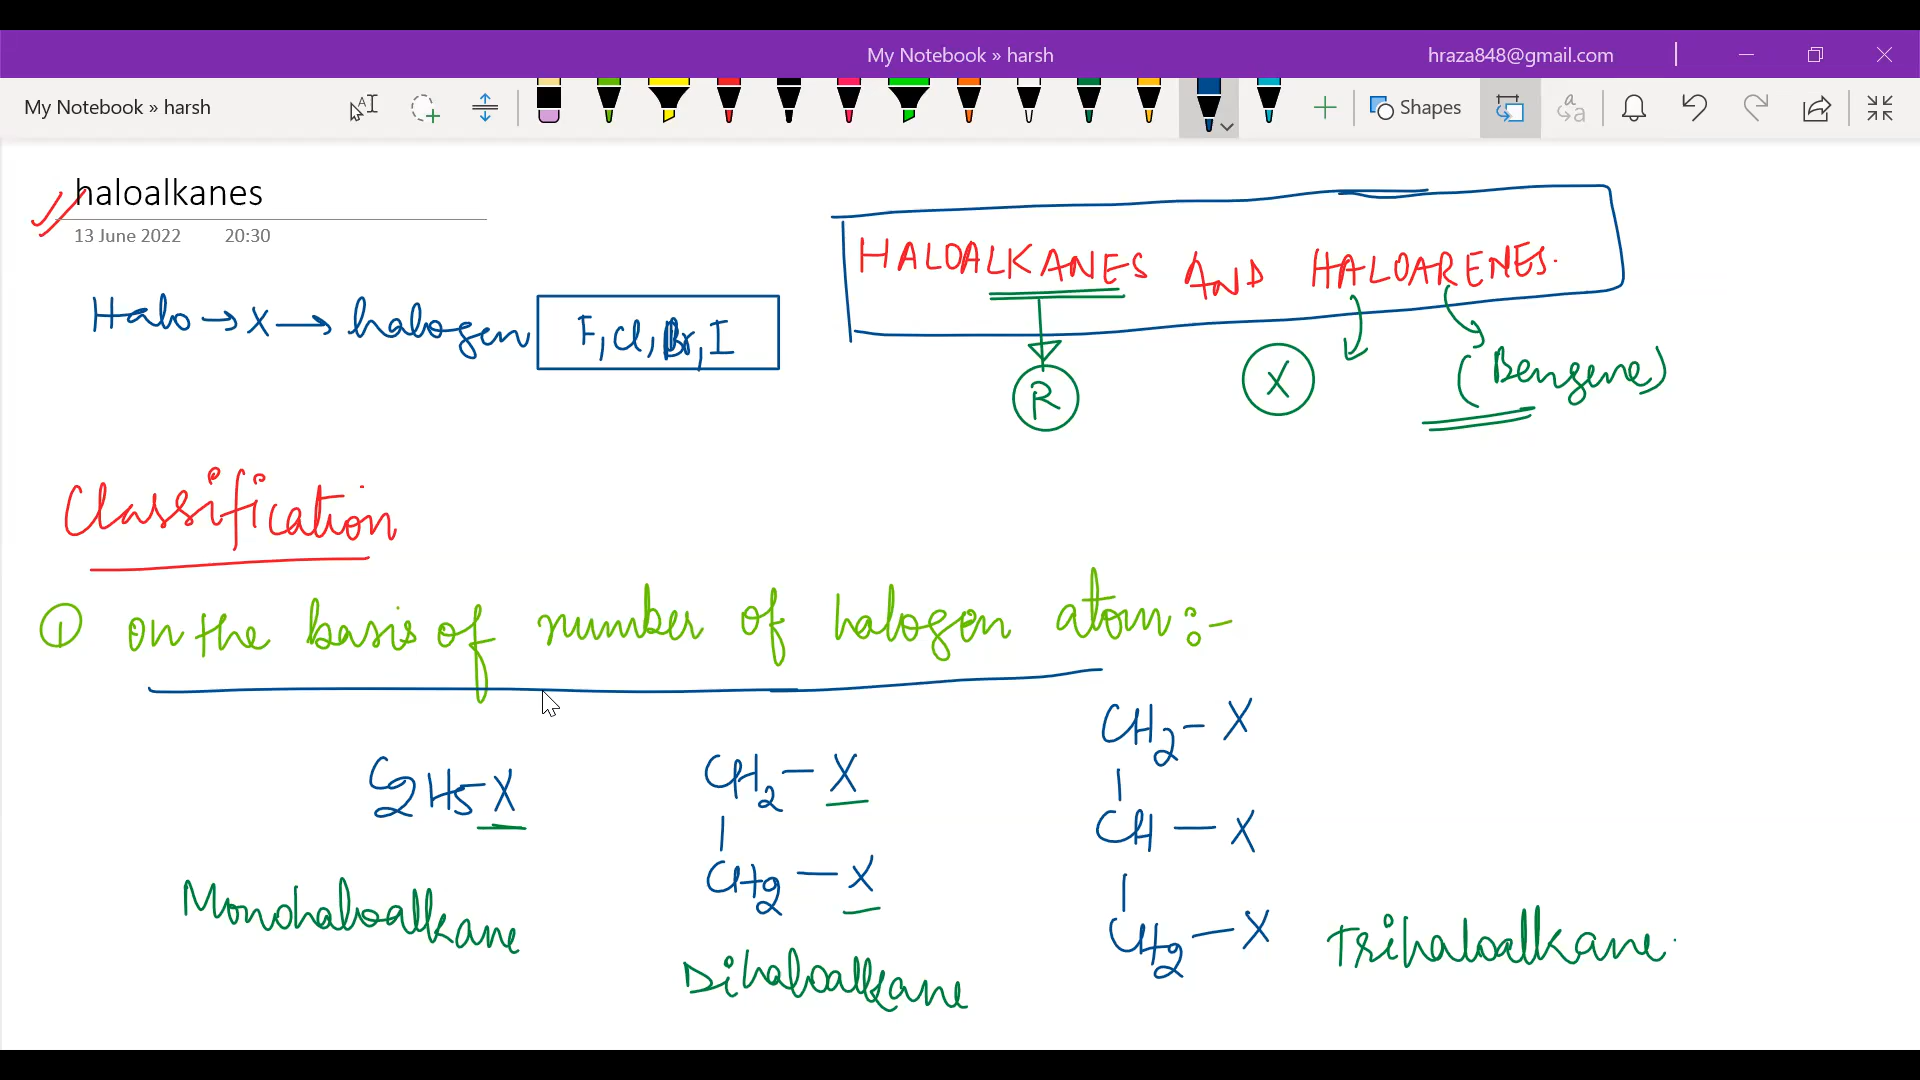 My Notebook » harsh
hraza848@gmail.com
My Notebook » harsh
Shapes
haloalkanes
13 June 2022 20:30
HALOALKANES AND HALOARENES.
Halo → X → halogen F, Cl, Br, I
R X (Benzene)
Classification
① on the basis of number of halogen atom :-
C2H5-X
CH2 - X
|
CH2 - X
CH2 - X
|
CH - X
|
CH2 - X
Monohaloalkane
Dihaloalkane
Trihaloalkane.